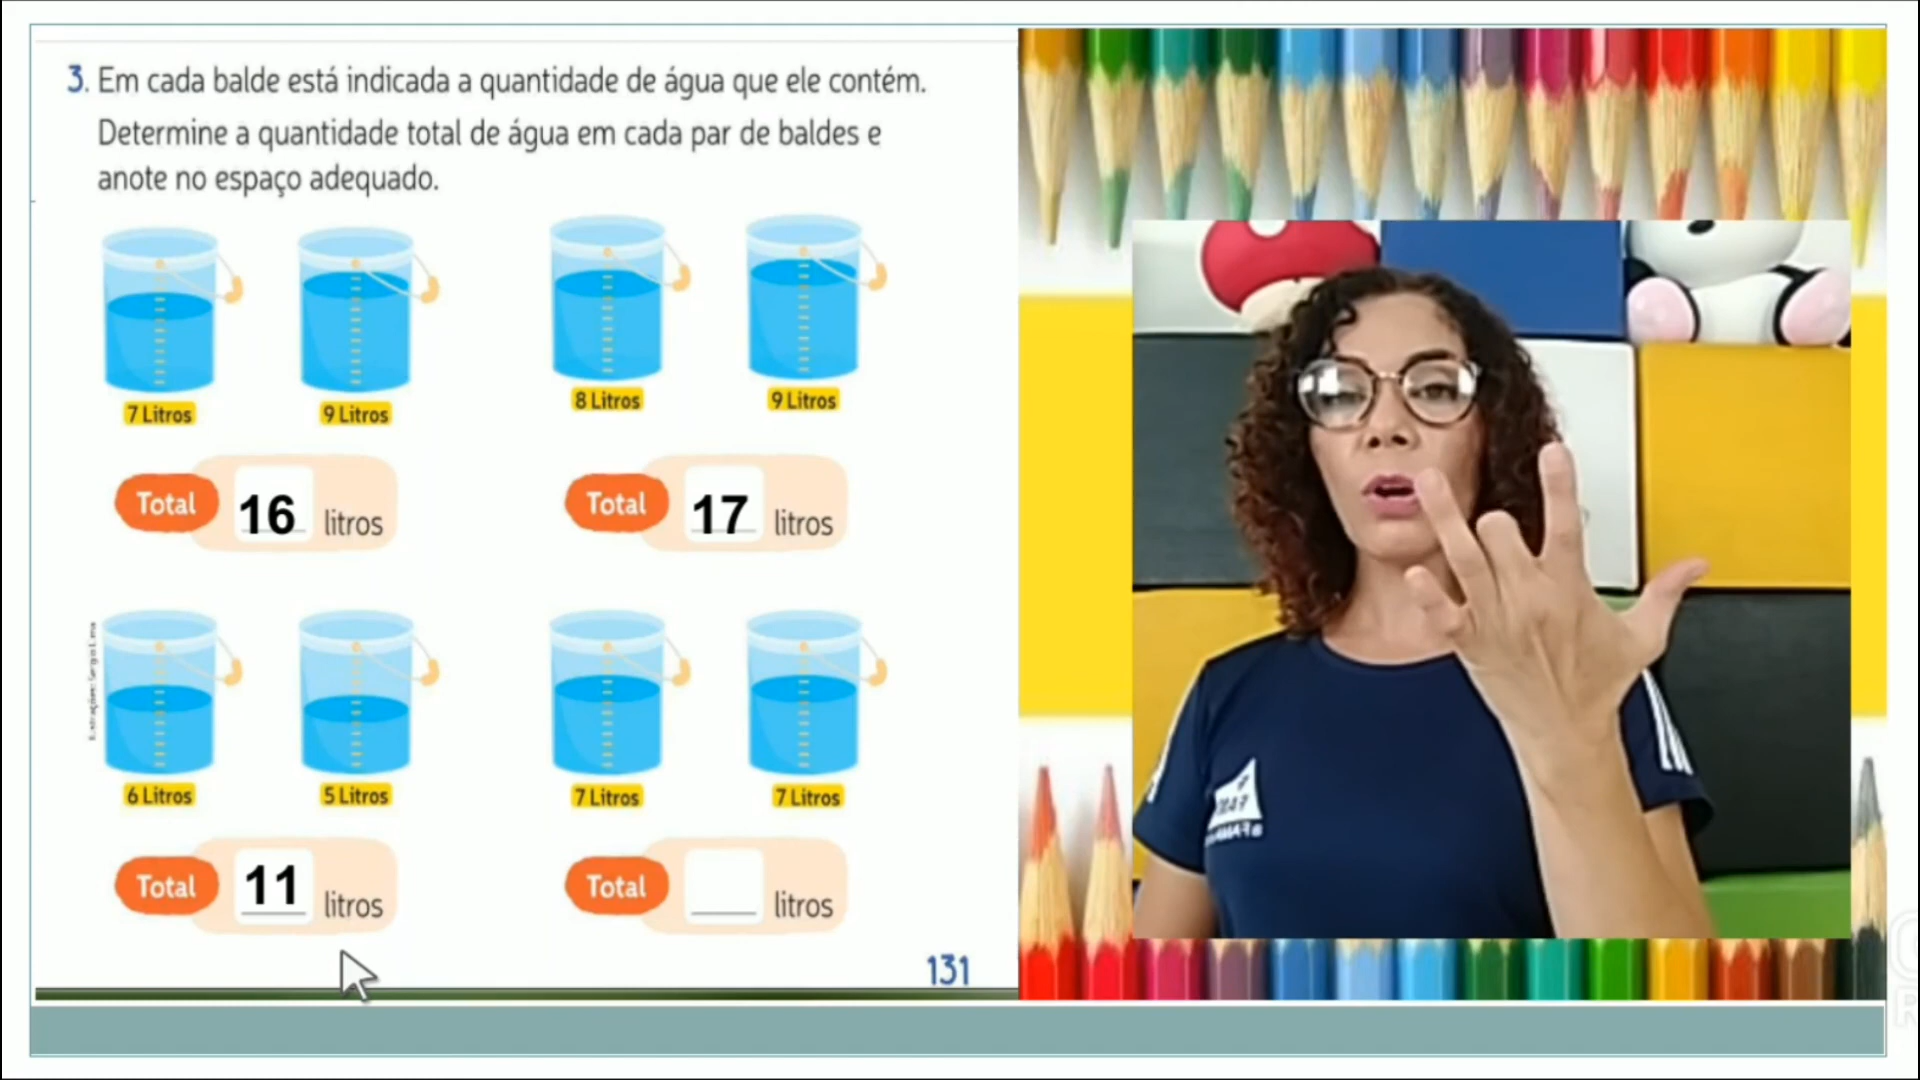 3. Em cada balde está indicada a quantidade de água que ele contém.
Determine a quantidade total de água em cada par de baldes e
anote no espaço adequado.
7 Litros
9 Litros
8 Litros
9 Litros
Total 16 litros
Total 17 litros
6 Litros
5 Litros
7 Litros
7 Litros
Total 11 litros
Total litros
131